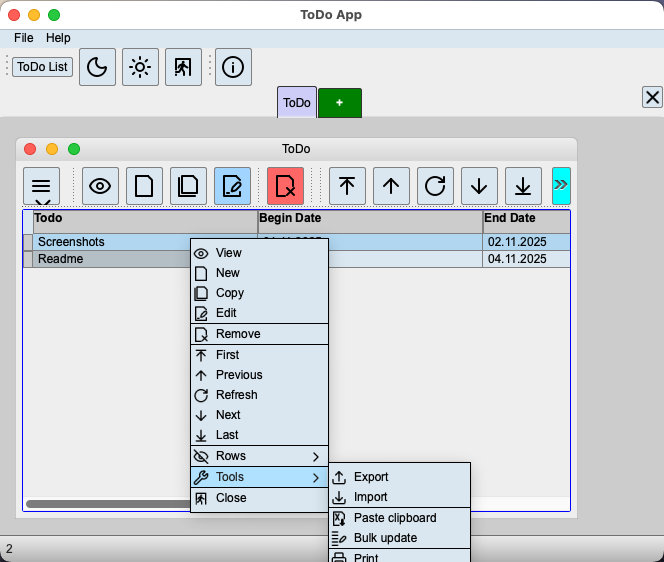 ToDo App
File Help
ToDo List
ToDo +
ToDo
Todo Begin Date End Date
Screenshots 02.11.2025
Readme 04.11.2025
View
New
Copy
Edit
Remove
First
Previous
Refresh
Next
Last
Rows
Tools
Close
Export
Import
Paste clipboard
Bulk update
Print
2